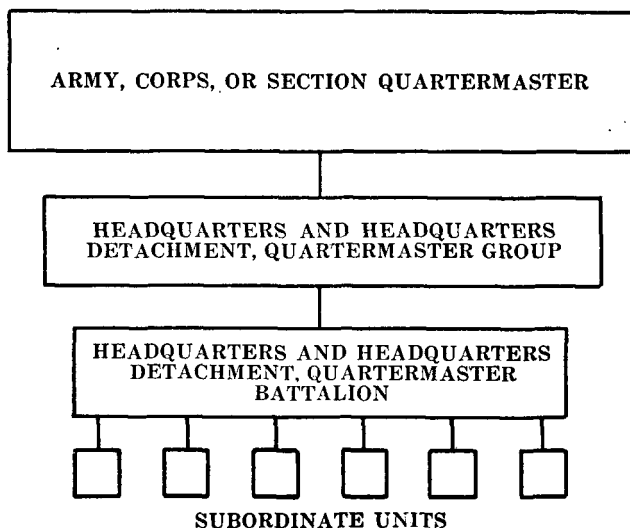 ARMY, CORPS, OR SECTION QUARTERMASTER
HEADQUARTERS AND HEADQUARTERS
DETACHMENT, QUARTERMASTER GROUP
HEADQUARTERS AND HEADQUARTERS
DETACHMENT, QUARTERMASTER
BATTALION
SUBORDINATE UNITS